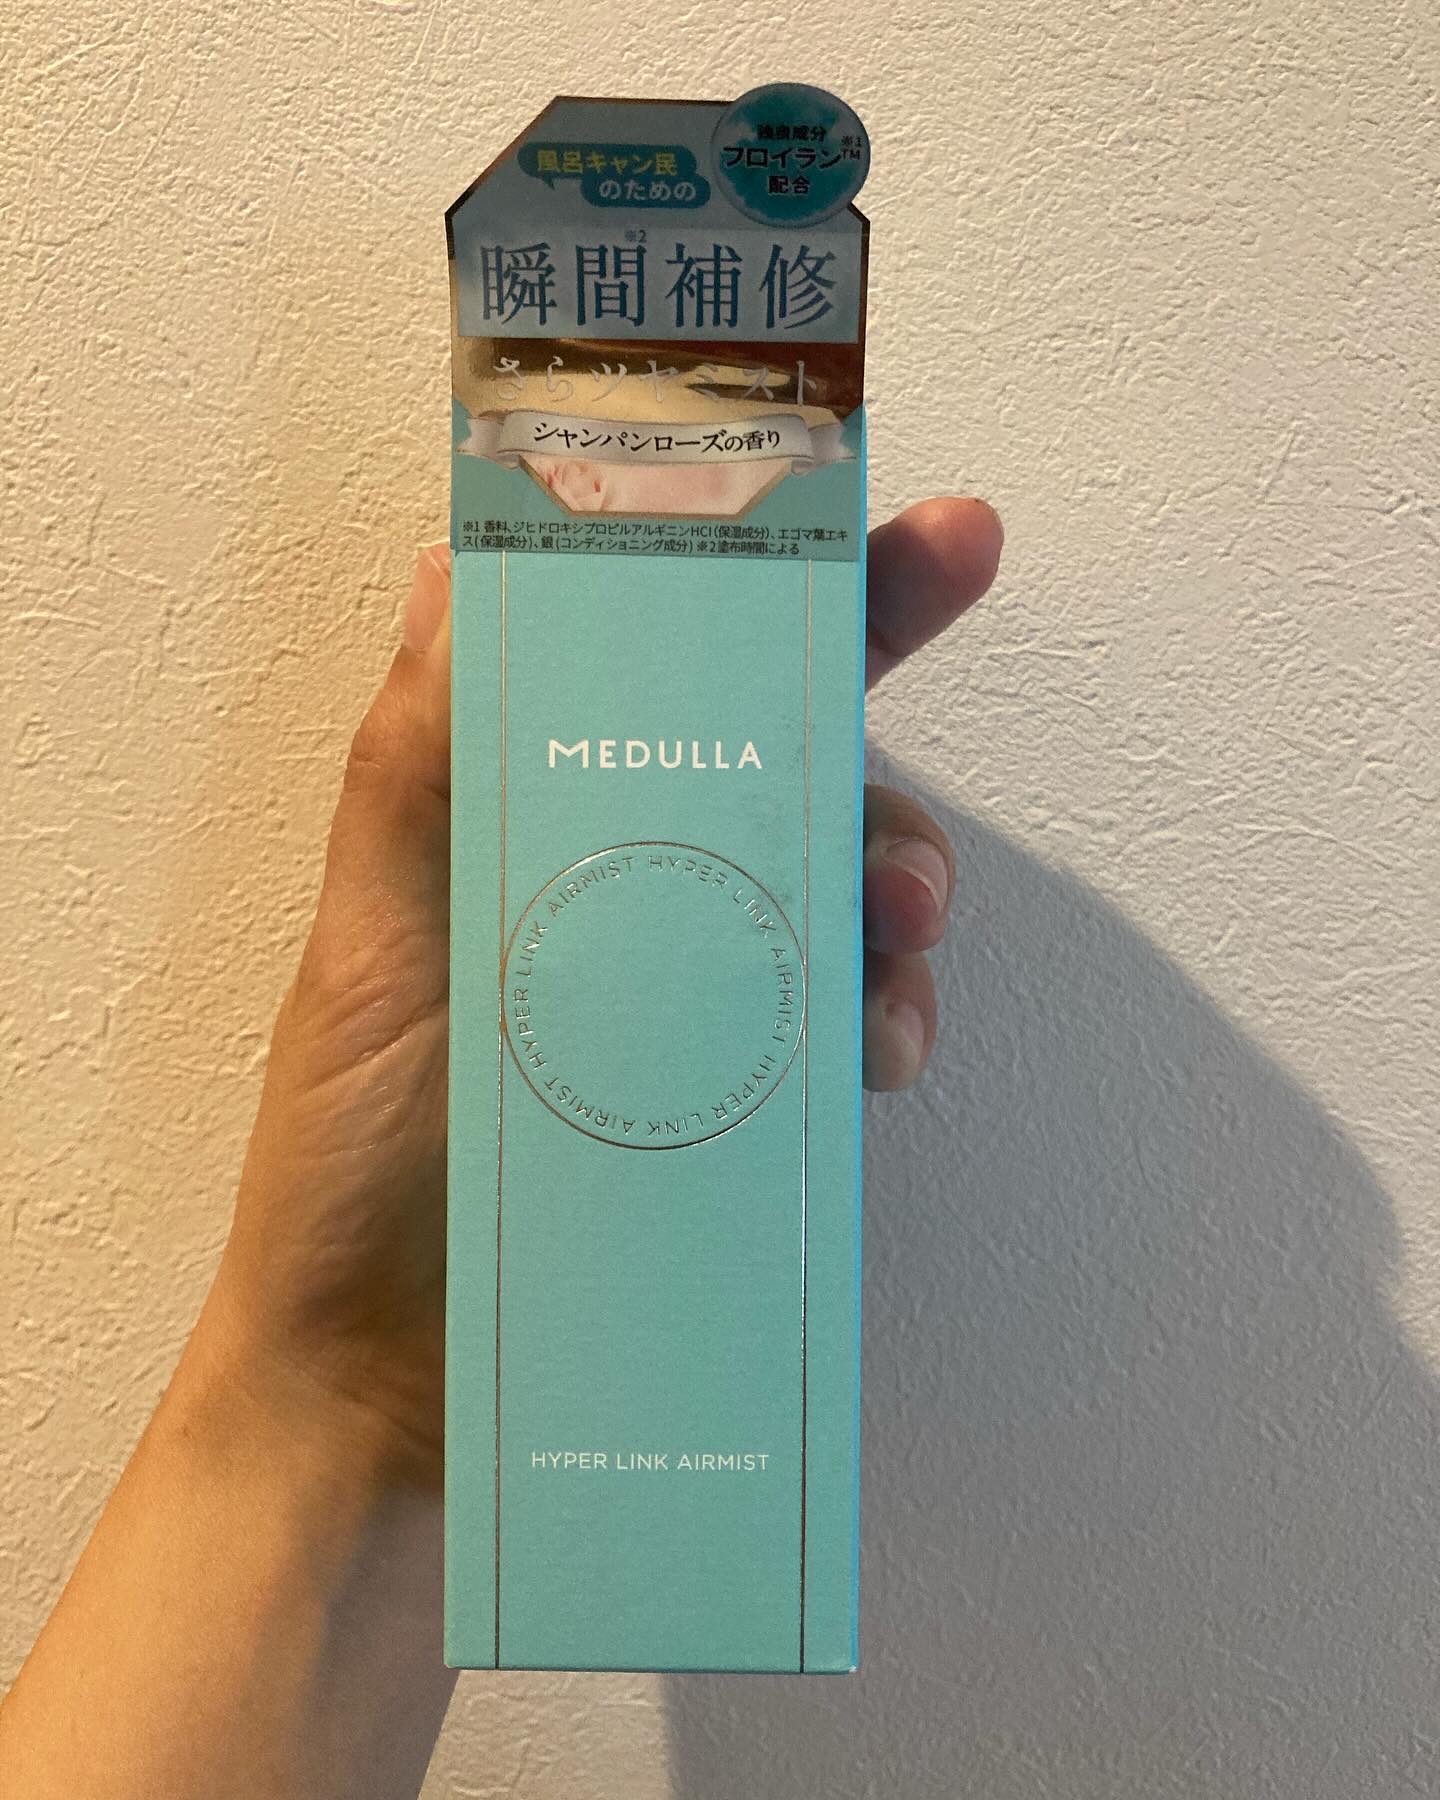 独自成分
フロイラン™※1
配合
風呂キャン民
のための
瞬間補修※2
さらツヤミスト
シャンパンローズの香り
※1 香料、ジヒドロキシプロピルアルギニンHCl(保湿成分)、エゴマ葉エキ
ス(保湿成分)、銀(コンディショニング成分) ※2塗布時間による
MEDULLA
HYPER LINK AIRMIST HYPER LINK AIRMIST HYPER LINK AIRMIST
HYPER LINK AIRMIST